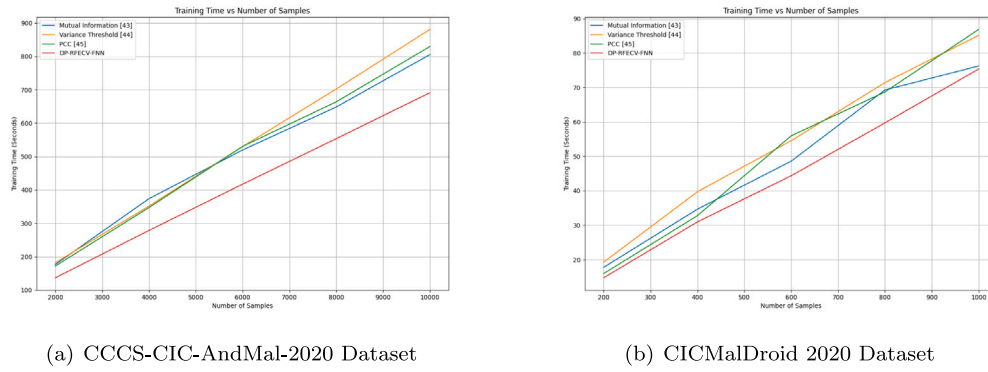 Training Time vs Number of Samples
Mutual Information [43]
Variance Threshold [44]
PCC [45]
DP-RFECV-FNN
Training Time (Seconds)
900
800
700
600
500
400
300
200
100
2000 3000 4000 5000 6000 7000 8000 9000 10000
Number of Samples
(a) CCCS-CIC-AndMal-2020 Dataset
Training Time vs Number of Samples
Mutual Information [43]
Variance Threshold [44]
PCC [45]
DP-RFECV-FNN
Training Time (Seconds)
90
80
70
60
50
40
30
20
200 300 400 500 600 700 800 900 1000
Number of Samples
(b) CICMalDroid 2020 Dataset